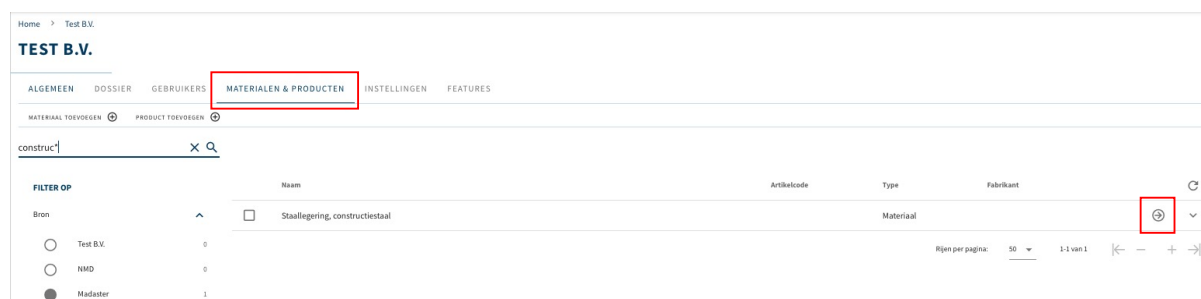 Home > Test B.V.
TEST B.V.
ALGEMEEN DOSSIER GEBRUIKERS MATERIALEN & PRODUCTEN INSTELLINGEN FEATURES
MATERIAAL TOEVOEGEN PRODUCT TOEVOEGEN
construc*
FILTER OP Naam Artikelcode Type Fabrikant
Bron Staallegering, constructiestaal Materiaal
Test B.V. 0
Rijen per pagina: 50 1-1 van 1
NMD 0
Madaster 1